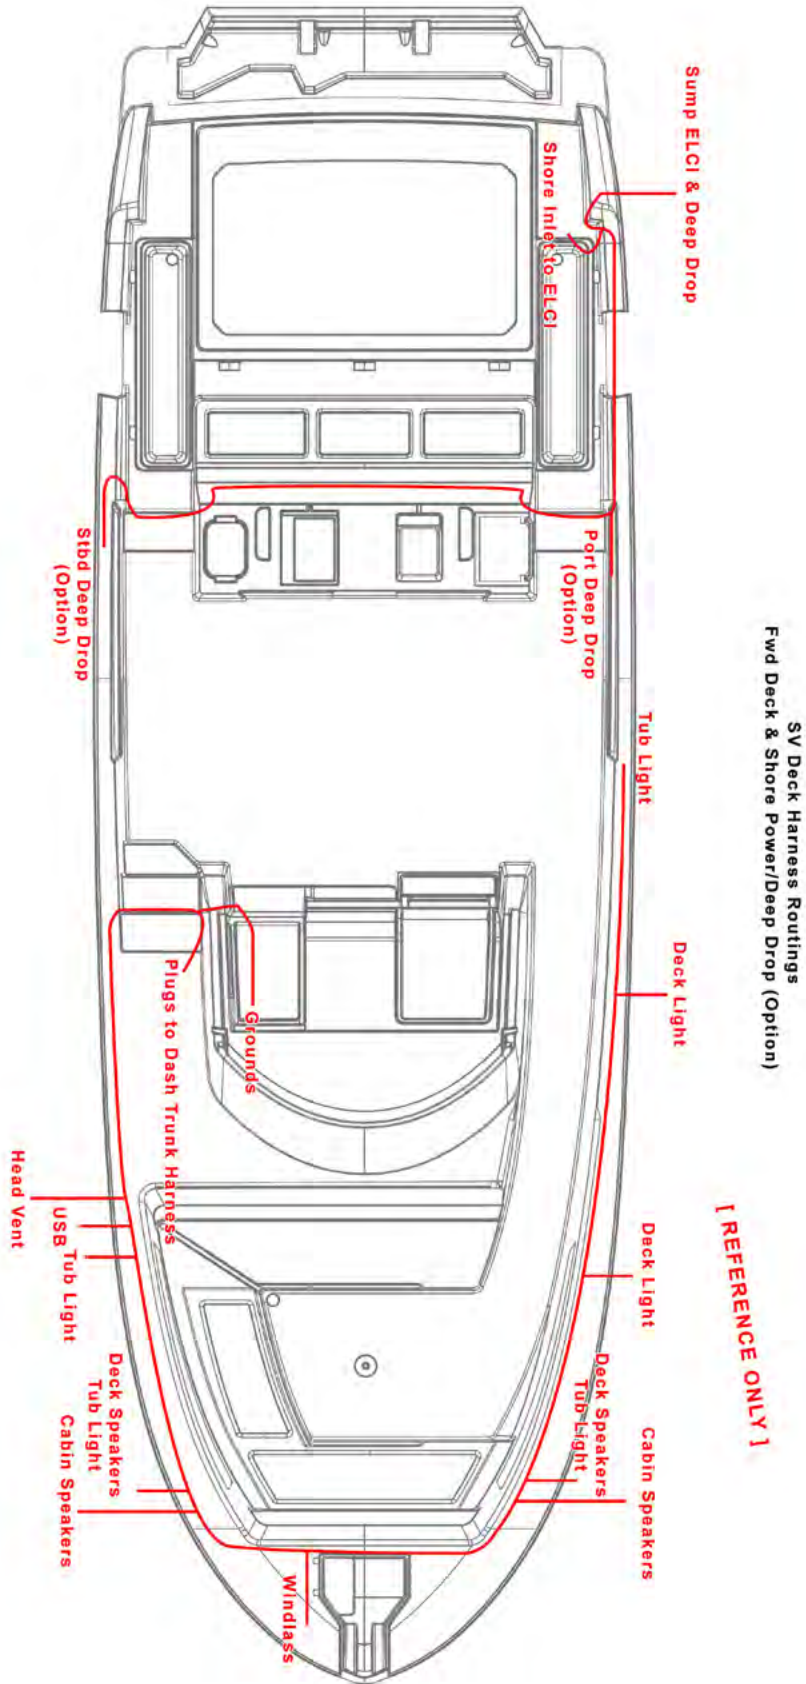 SV Deck Harness Routings
Fwd Deck & Shore Power/Deep Drop (Option)
[ REFERENCE ONLY ]
Sump ELCI & Deep Drop
Shore Inlet to ELCI
Port Deep Drop
(Option)
Stbd Deep Drop
(Option)
Tub Light
Deck Light
Deck Light
Deck Speakers
Tub Light
Cabin Speakers
Grounds
Plugs to Dash Trunk Harness
Head Vent
USB
Tub Light
Deck Speakers
Tub Light
Cabin Speakers
Windlass